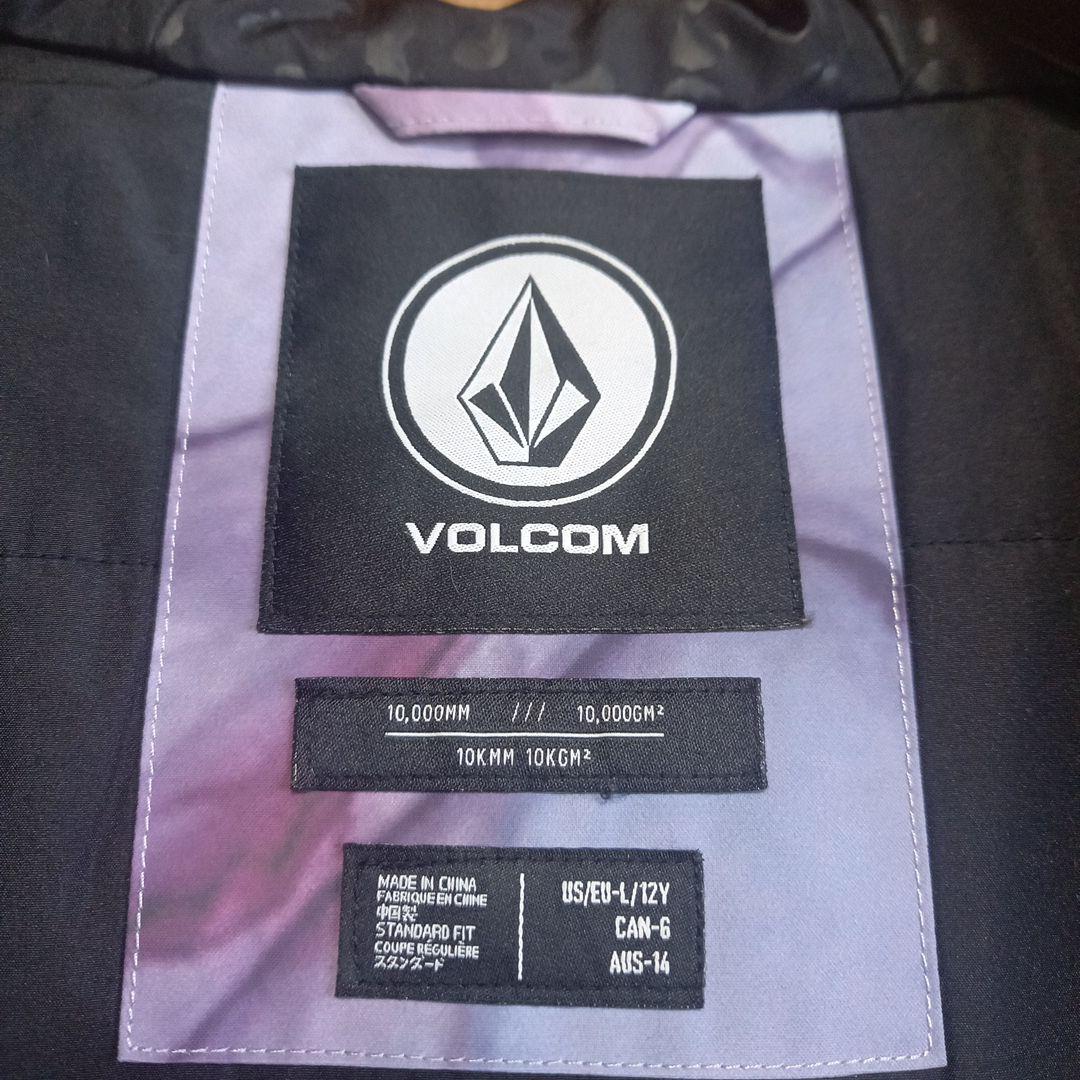 VOLCOM
10,000MM /// 10,000GM²
10KMM 10KGM²
MADE IN CHINA
FABRIQUE EN CHINE
中国製
STANDARD FIT
COUPE RÉGULIÈRE
スタンダード
US/EU-L/12Y
CAN-G
AUS-14